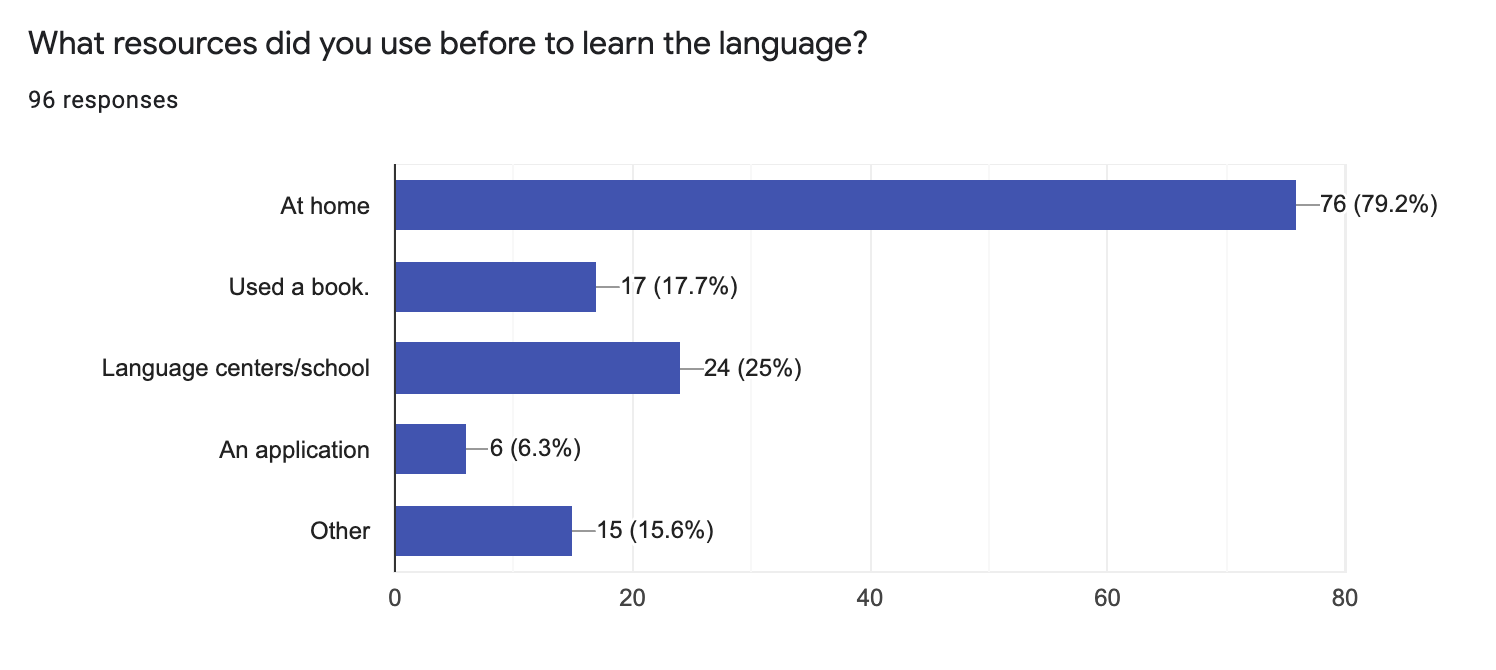 What resources did you use before to learn the language?
96 responses
At home
76 (79.2%)
Used a book.
17 (17.7%)
Language centers/school
24 (25%)
An application
6 (6.3%)
Other
15 (15.6%)
0 20 40 60 80